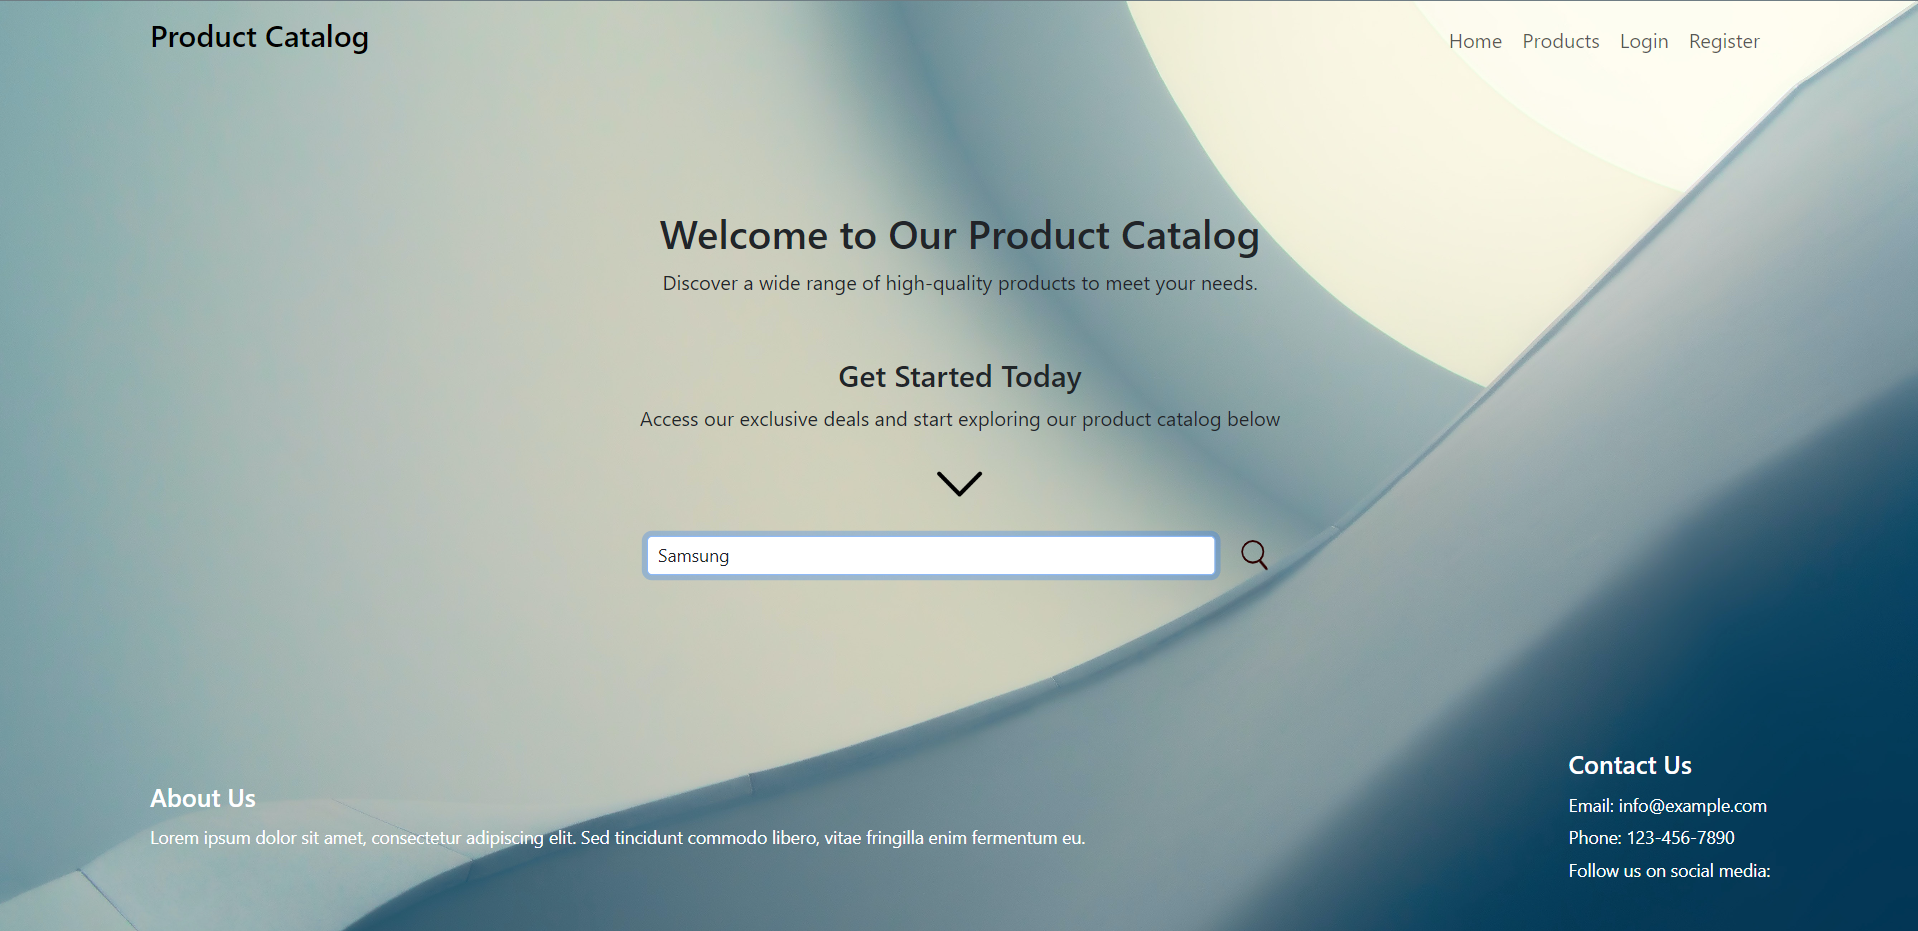 Product Catalog
Home Products Login Register
Welcome to Our Product Catalog
Discover a wide range of high-quality products to meet your needs.
Get Started Today
Access our exclusive deals and start exploring our product catalog below
Samsung
About Us
Lorem ipsum dolor sit amet, consectetur adipiscing elit. Sed tincidunt commodo libero, vitae fringilla enim fermentum eu.
Contact Us
Email: info@example.com
Phone: 123-456-7890
Follow us on social media: